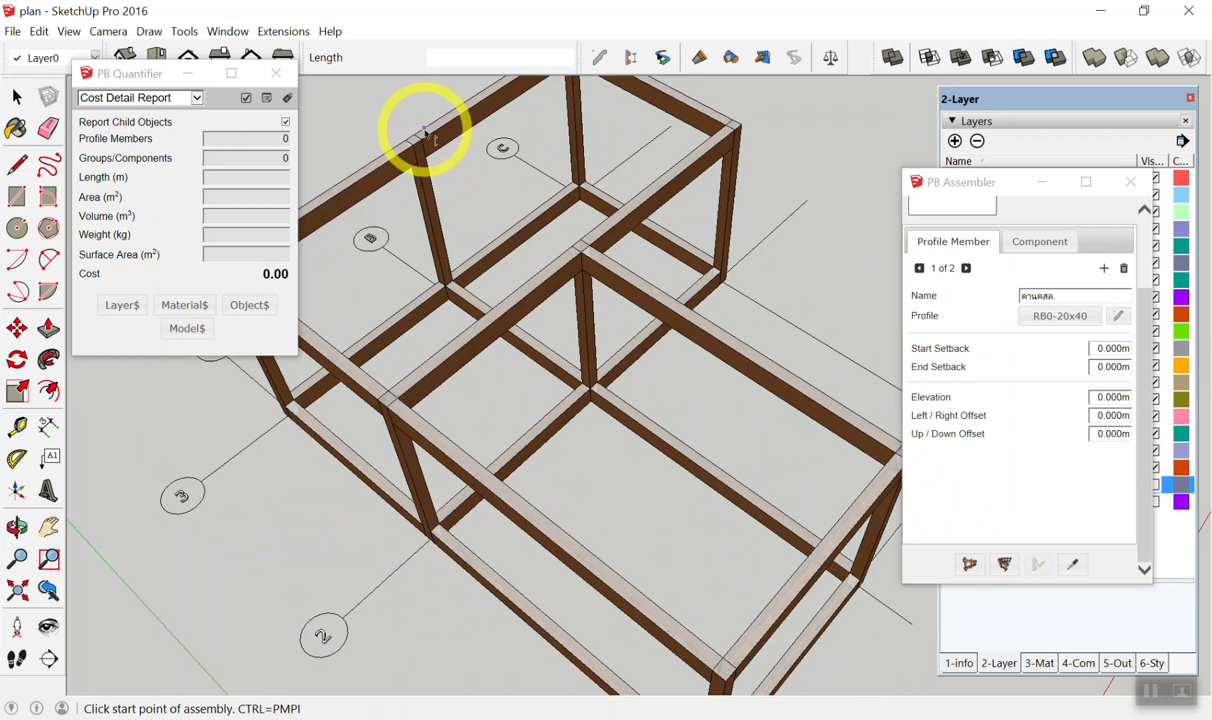 plan - SketchUp Pro 2016
File Edit View Camera Draw Tools Window Extensions Help
Layer0
Length
PB Quantifier
Cost Detail Report
Report Child Objects
Profile Members 0
Groups/Components 0
Length (m)
Area (m²)
Volume (m³)
Weight (kg)
Surface Area (m²)
Cost 0.00
Layer$ Material$ Object$
Model$
C
B
3
2
A1
2-Layer
Layers
Name Vis... C...
PB Assembler
Profile Member Component
1 of 2
Name คานคสล.
Profile RB0-20x40
Start Setback 0.000m
End Setback 0.000m
Elevation 0.000m
Left / Right Offset 0.000m
Up / Down Offset 0.000m
1-info 2-Layer 3-Mat 4-Com 5-Out 6-Sty
Click start point of assembly. CTRL=PMPI